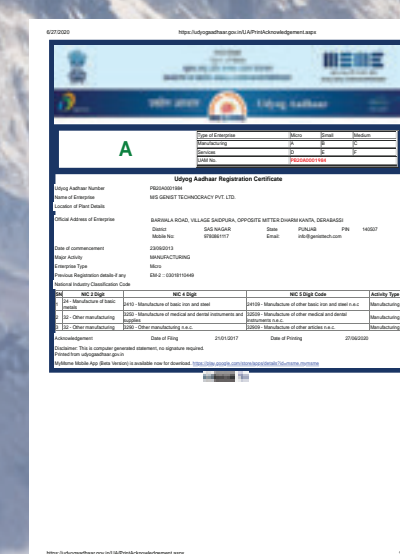 6/27/2020 https://udyogaadhaar.gov.in/UA/PrintAcknowledgement.aspx
उद्योग आधार Udyog Aadhaar
A
Type of Enterprise Micro Small Medium
Manufacturing A B C
Services D E F
UAM No. PB20A0001984
Udyog Aadhaar Registration Certificate
Udyog Aadhaar Number PB20A0001984
Name of Enterprise M/S GENIST TECHNOCRACY PVT. LTD.
Location of Plant Details
Official Address of Enterprise BARWALA ROAD, VILLAGE SAIDPURA, OPPOSITE MITTER DHARM KANTA, DERABASSI
District SAS NAGAR State PUNJAB PIN 140507
Mobile No: Email:
Date of commencement 23/09/2013
Major Activity MANUFACTURING
Enterprise Type Micro
Previous Registration details-if any EM-2 :: 03018110449
National Industry Classification Code
SN NIC 2 Digit NIC 4 Digit NIC 5 Digit Code Activity Type
1 24 - Manufacture of basic metals 2410 - Manufacture of basic iron and steel 24109 - Manufacture of other basic iron and steel n.e.c Manufacturing
2 32 - Other manufacturing 3250 - Manufacture of medical and dental instruments and supplies 32509 - Manufacture of other medical and dental instruments n.e.c. Manufacturing
3 32 - Other manufacturing 3290 - Other manufacturing n.e.c. 32909 - Manufacture of other articles n.e.c. Manufacturing
Acknowledgement Date of Filing 21/01/2017 Date of Printing 27/06/2020
Disclaimer: This is computer generated statement, no signature required.
Printed from udyogaadhaar.gov.in
MyMsme Mobile App (Beta Version) is available now for download.
https://udyogaadhaar.gov.in/UA/PrintAcknowledgement.aspx